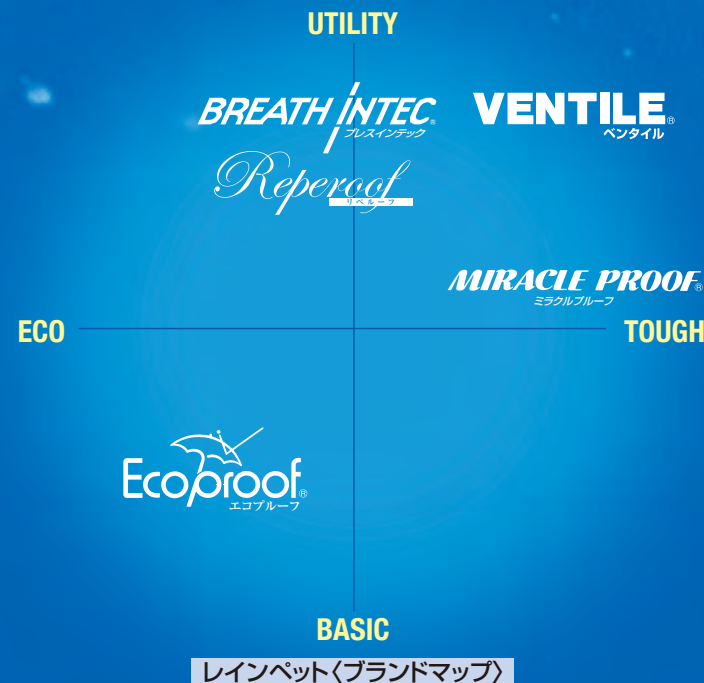 UTILITY
BREATH INTEC®
ブレスインテック
VENTILE®
ベンタイル
Reperoof
リペルーフ
MIRACLE PROOF®
ミラクルプルーフ
ECO
TOUGH
Ecoproof®
エコプルーフ
BASIC
レインペット〈ブランドマップ〉